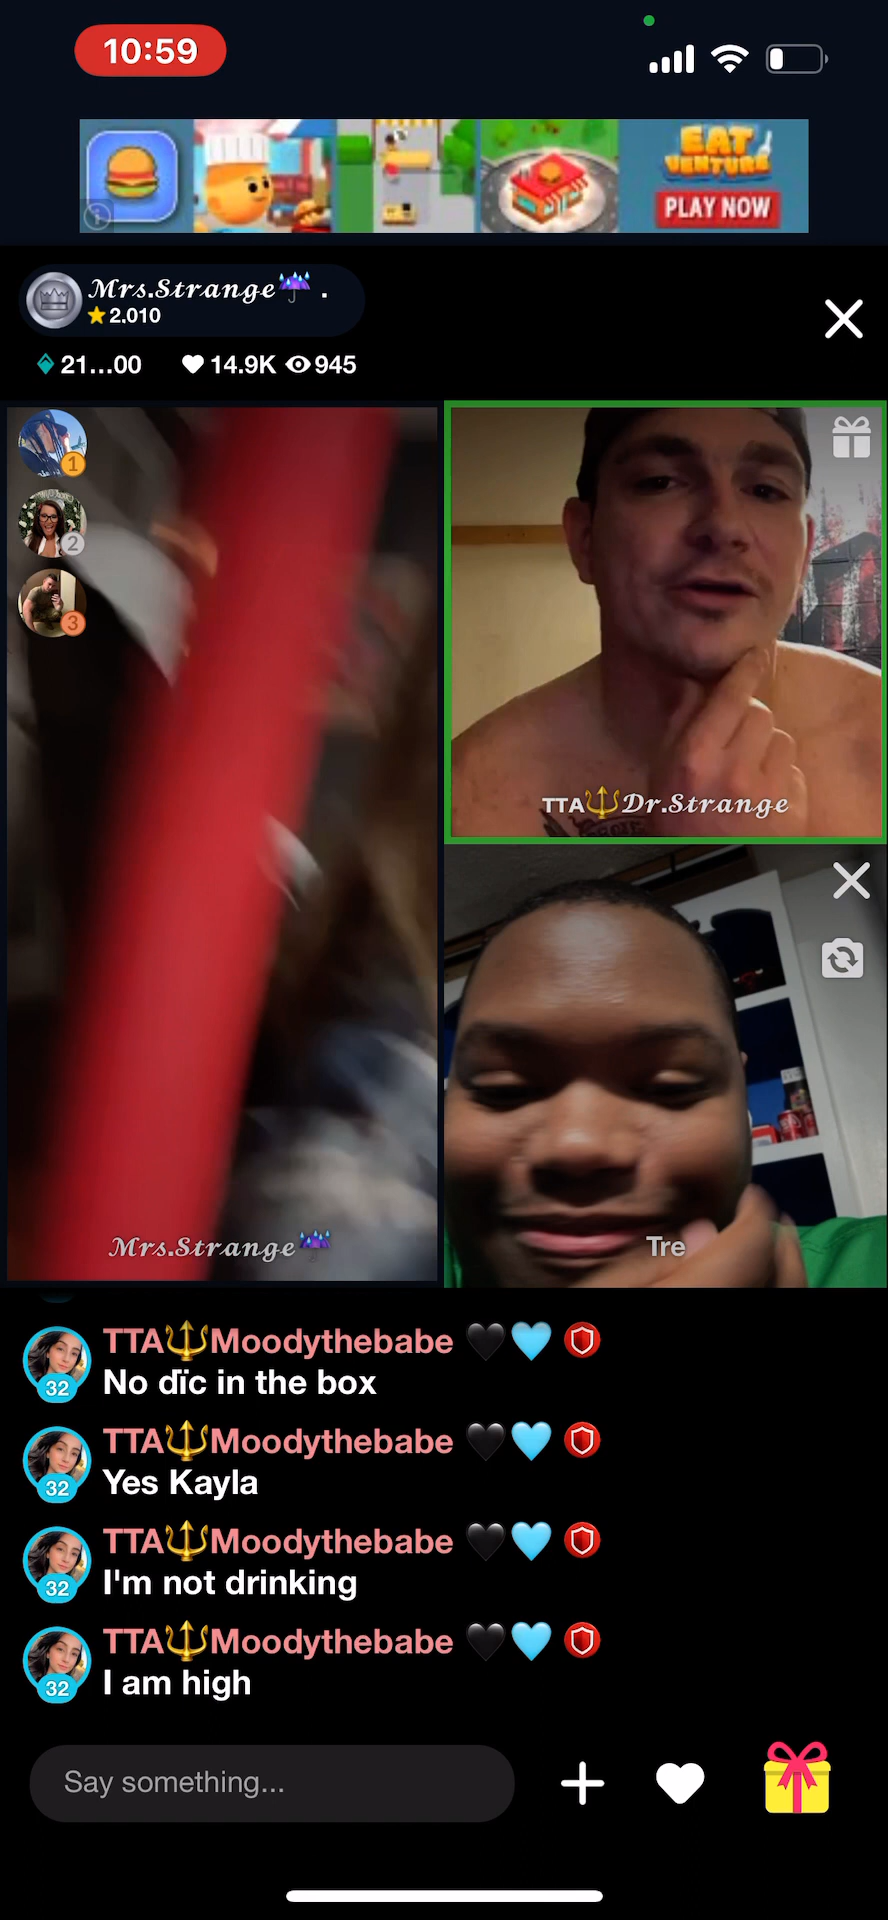 10:59
EAT
VENTURE
PLAY NOW
Mrs.Strange☔ .
⭐2,010
21...00 14.9K 945
1
2
3
TTA🔱Dr.Strange
Mrs.Strange☔
Tre
TTA🔱Moodythebabe 🖤🩵
32
No dïc in the box
TTA🔱Moodythebabe 🖤🩵
32
Yes Kayla
TTA🔱Moodythebabe 🖤🩵
32
I'm not drinking
TTA🔱Moodythebabe 🖤🩵
32
I am high
Say something...